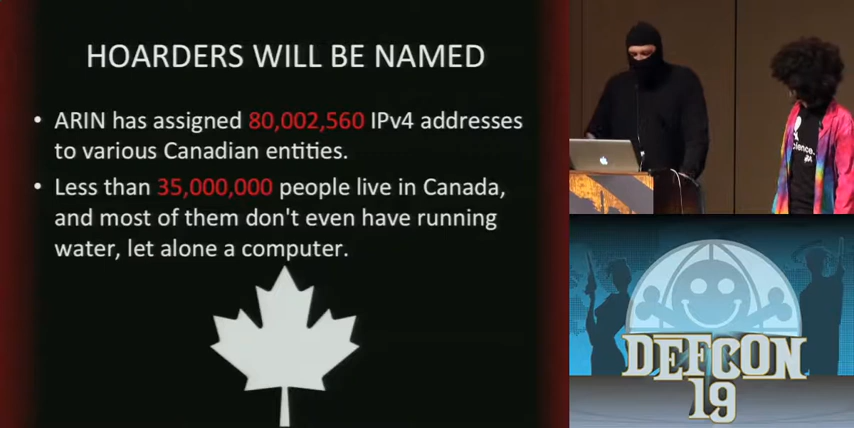 HOARDERS WILL BE NAMED
• ARIN has assigned 80,002,560 IPv4 addresses
to various Canadian entities.
• Less than 35,000,000 people live in Canada,
and most of them don't even have running
water, let alone a computer.
DEFCON
19